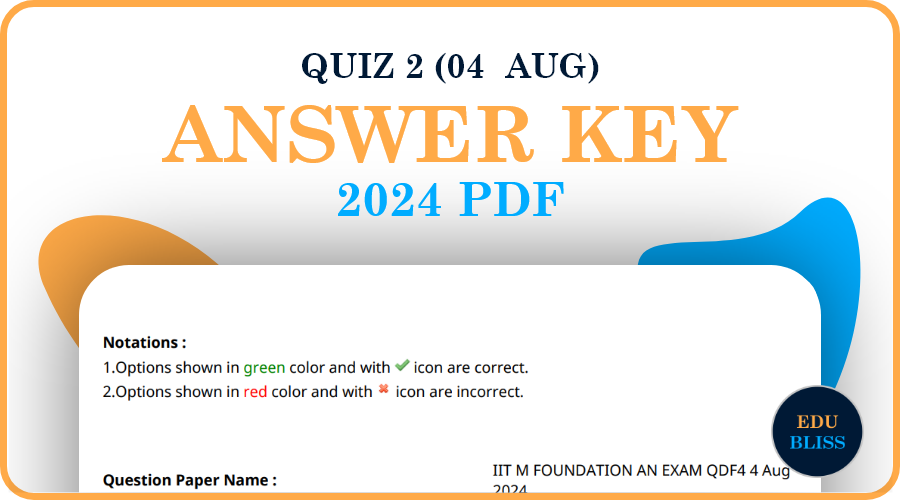 QUIZ 2 (04 AUG)
ANSWER KEY
2024 PDF
Notations :
1.Options shown in green color and with ✔ icon are correct.
2.Options shown in red color and with ✖ icon are incorrect.
EDU
BLISS
Question Paper Name :
IIT M FOUNDATION AN EXAM QDF4 4 Aug
2024